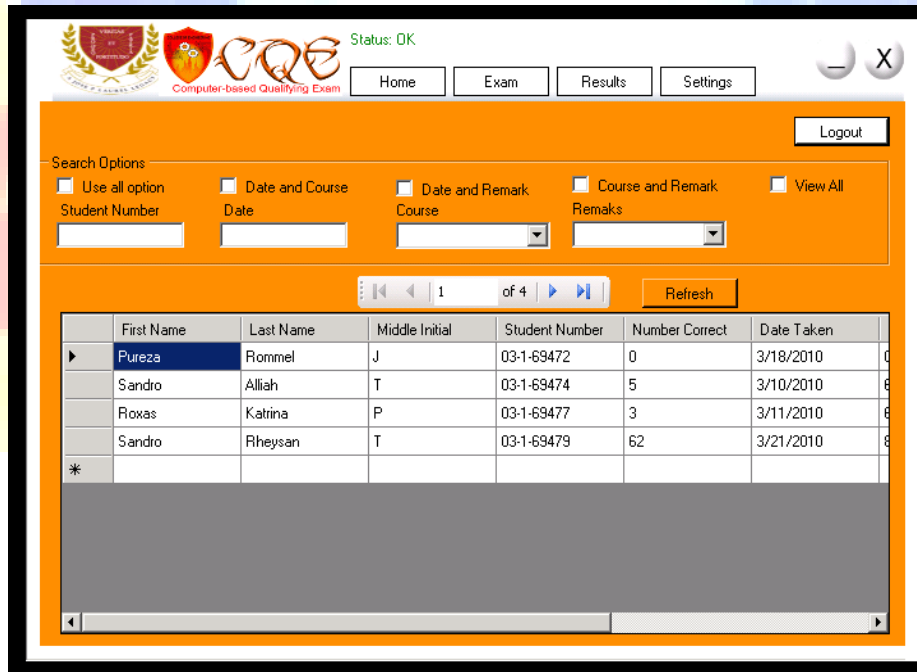 VERITAS
ET
FORTITUDO
CQE
Computer-based Qualifying Exam
Status: OK
Home Exam Results Settings
_ X
Logout
Search Options
Use all option Date and Course Date and Remark Course and Remark View All
Student Number Date Course Remaks
1 of 4 Refresh
First Name Last Name Middle Initial Student Number Number Correct Date Taken
Pureza Rommel J 03-1-69472 0 3/18/2010
Sandro Alliah T 03-1-69474 5 3/10/2010
Roxas Katrina P 03-1-69477 3 3/11/2010
Sandro Rheysan T 03-1-69479 62 3/21/2010